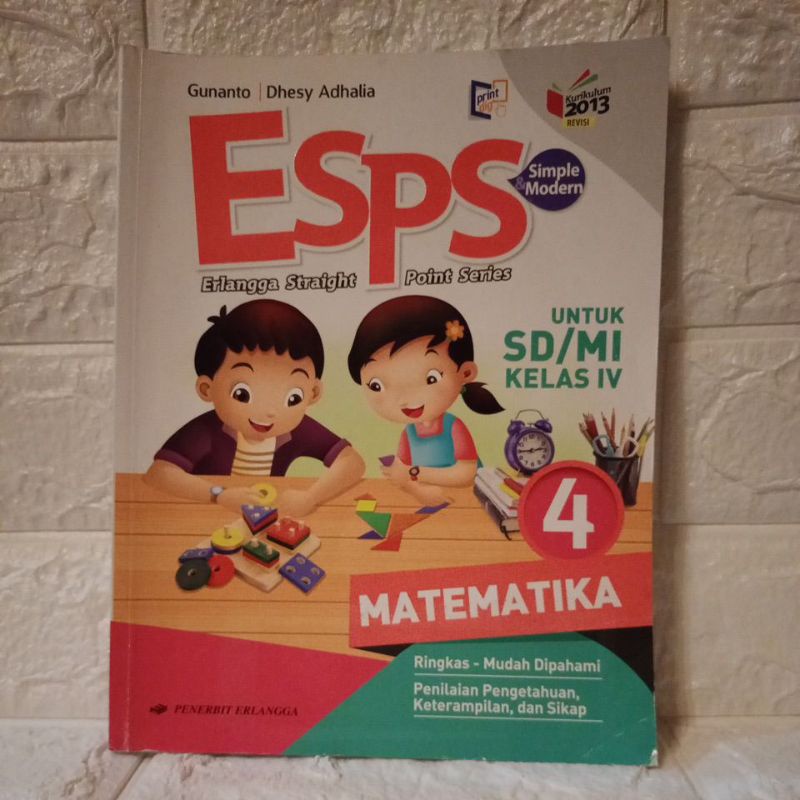 Gunanto | Dhesy Adhalia
print
dig
Kurikulum
2013
REVISI
ESPS
Simple
& Modern
Erlangga Straight Point Series
UNTUK
SD/MI
KELAS IV
4
MATEMATIKA
Ringkas - Mudah Dipahami
Penilaian Pengetahuan,
Keterampilan, dan Sikap
PENERBIT ERLANGGA